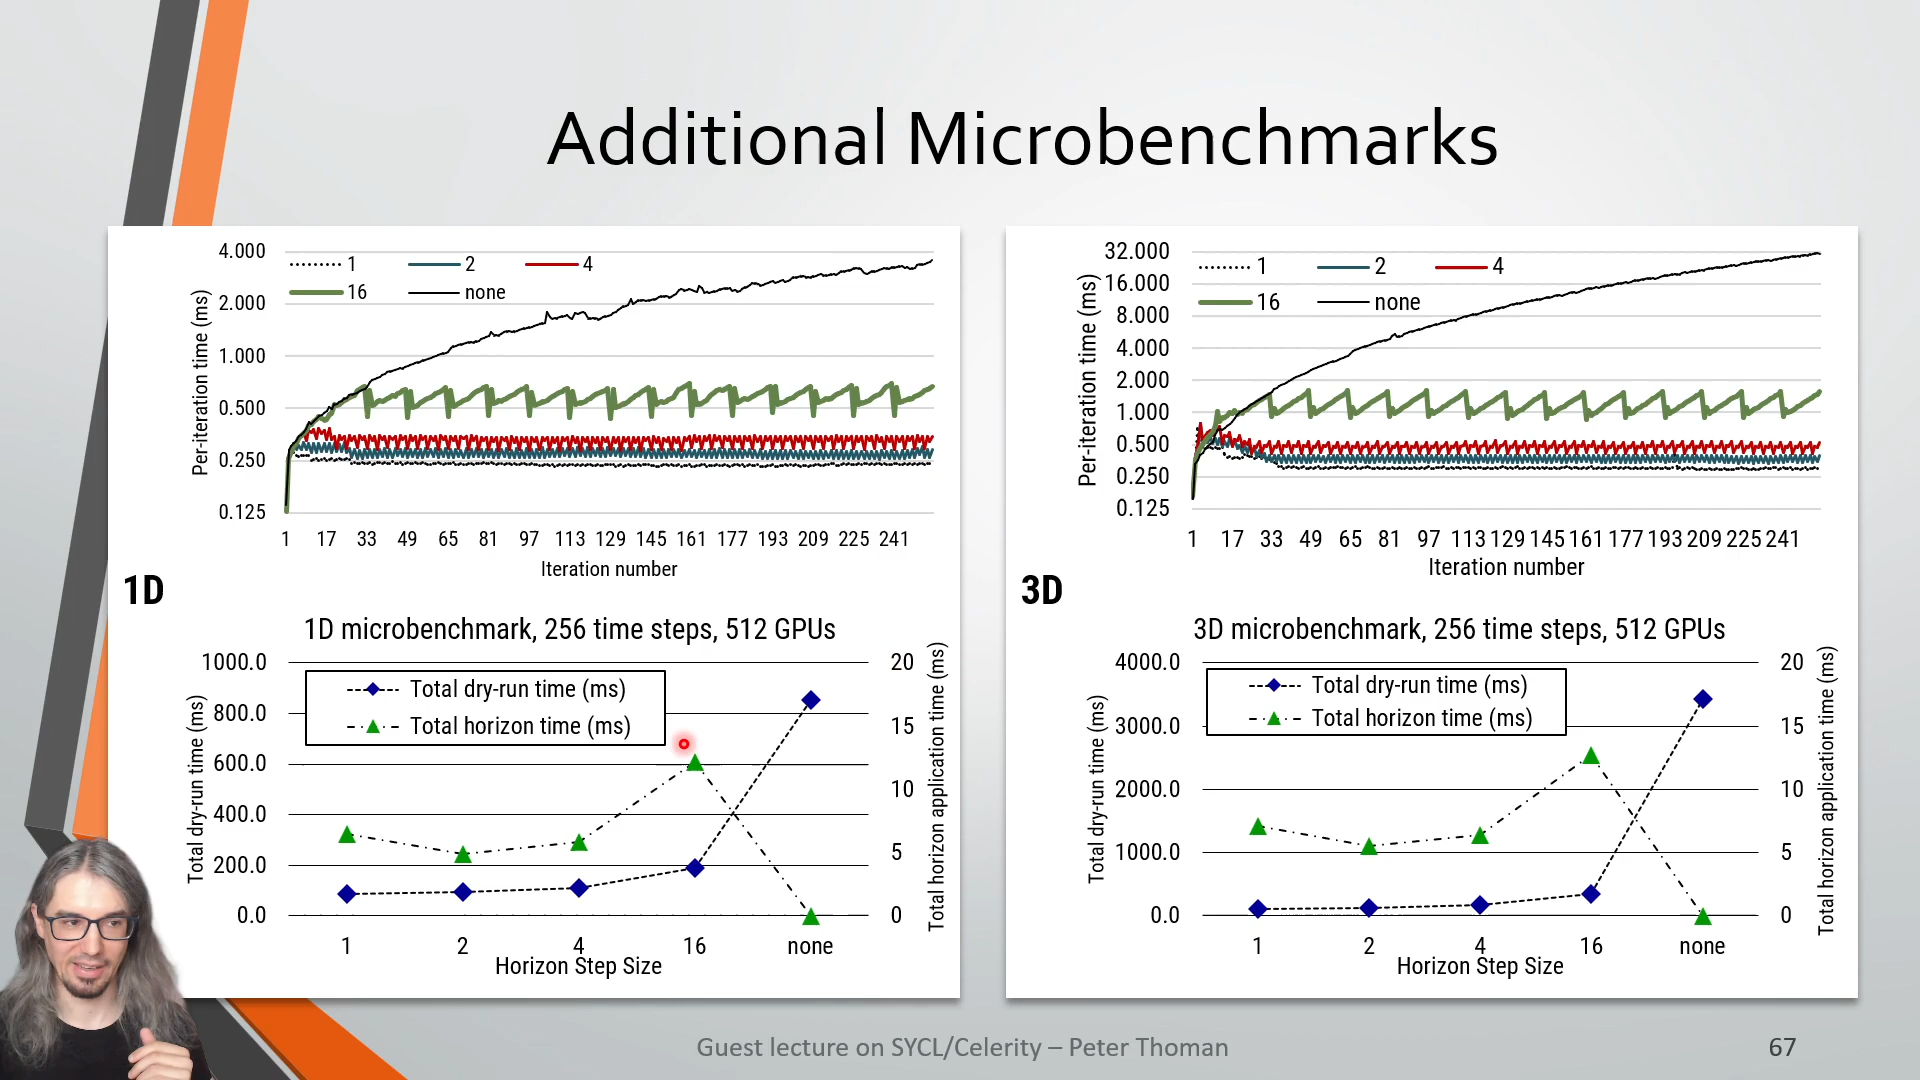 Additional Microbenchmarks
4.000
2.000
1.000
0.500
0.250
0.125
Per-iteration time (ms)
1 2 4
16 none
1 17 33 49 65 81 97 113 129 145 161 177 193 209 225 241
Iteration number
1D
1D microbenchmark, 256 time steps, 512 GPUs
1000.0
800.0
600.0
400.0
200.0
0.0
Total dry-run time (ms)
Total dry-run time (ms)
Total horizon time (ms)
20
15
10
5
0
Total horizon application time (ms)
1 2 4 16 none
Horizon Step Size
32.000
16.000
8.000
4.000
2.000
1.000
0.500
0.250
0.125
Per-iteration time (ms)
1 2 4
16 none
1 17 33 49 65 81 97 113 129 145 161 177 193 209 225 241
Iteration number
3D
3D microbenchmark, 256 time steps, 512 GPUs
4000.0
3000.0
2000.0
1000.0
0.0
Total dry-run time (ms)
Total dry-run time (ms)
Total horizon time (ms)
20
15
10
5
0
Total horizon application time (ms)
1 2 4 16 none
Horizon Step Size
Guest lecture on SYCL/Celerity – Peter Thoman
67